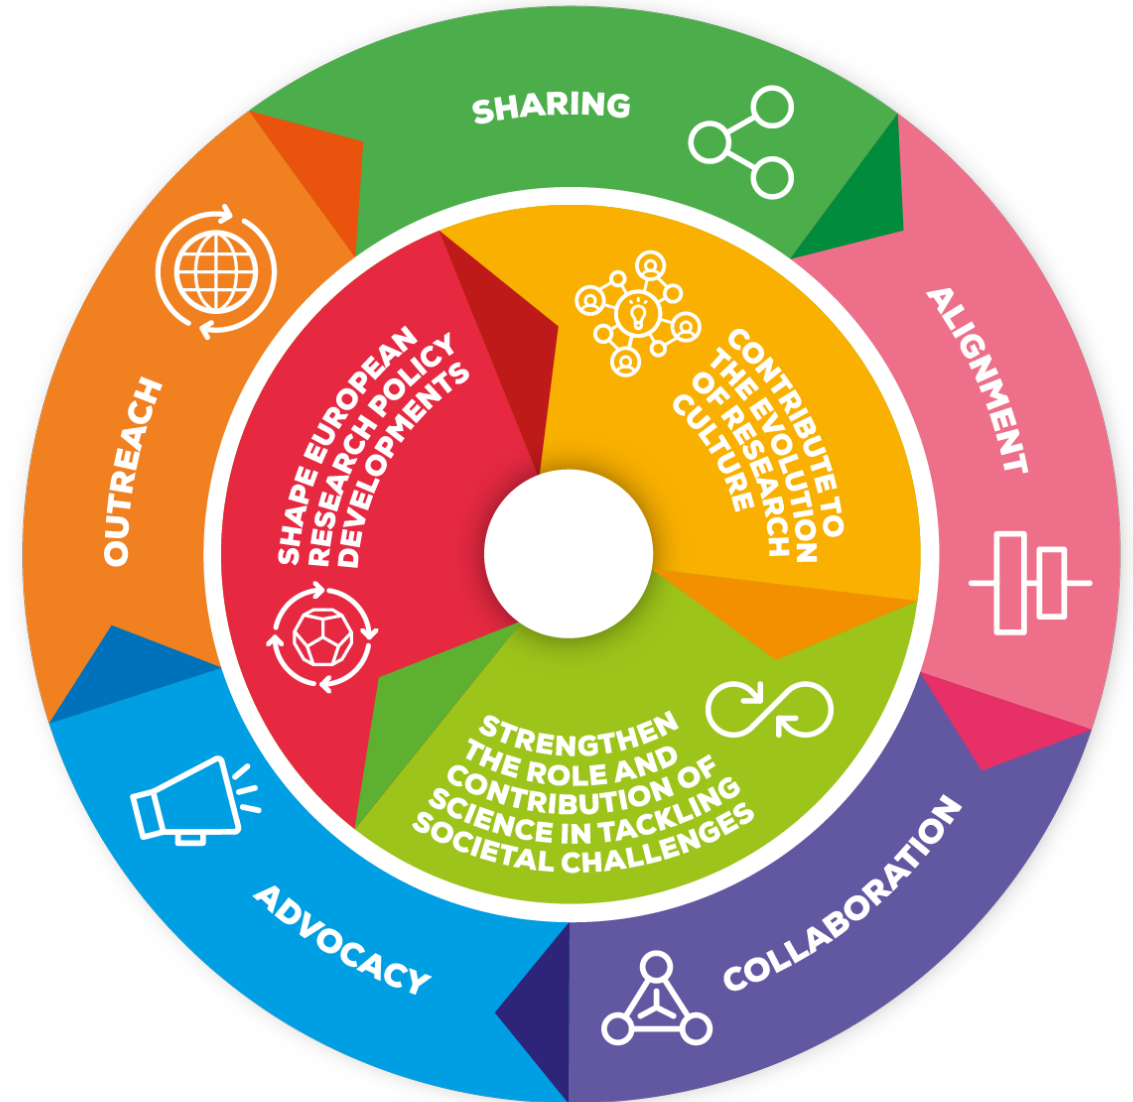 SHARING
ALIGNMENT
COLLABORATION
ADVOCACY
OUTREACH
CONTRIBUTE TO
THE EVOLUTION
OF RESEARCH
CULTURE
STRENGTHEN
THE ROLE AND
CONTRIBUTION OF
SCIENCE IN TACKLING
SOCIETAL CHALLENGES
SHAPE EUROPEAN
RESEARCH POLICY
DEVELOPMENTS